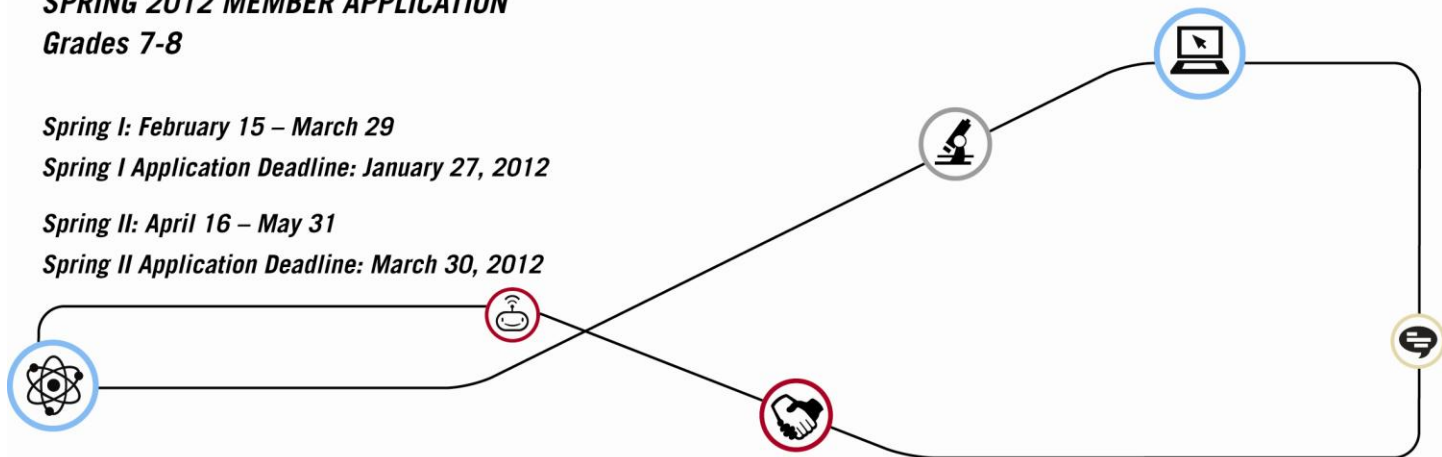 SPRING 2012 MEMBER APPLICATION
Grades 7-8
Spring I: February 15 – March 29
Spring I Application Deadline: January 27, 2012
Spring II: April 16 – May 31
Spring II Application Deadline: March 30, 2012